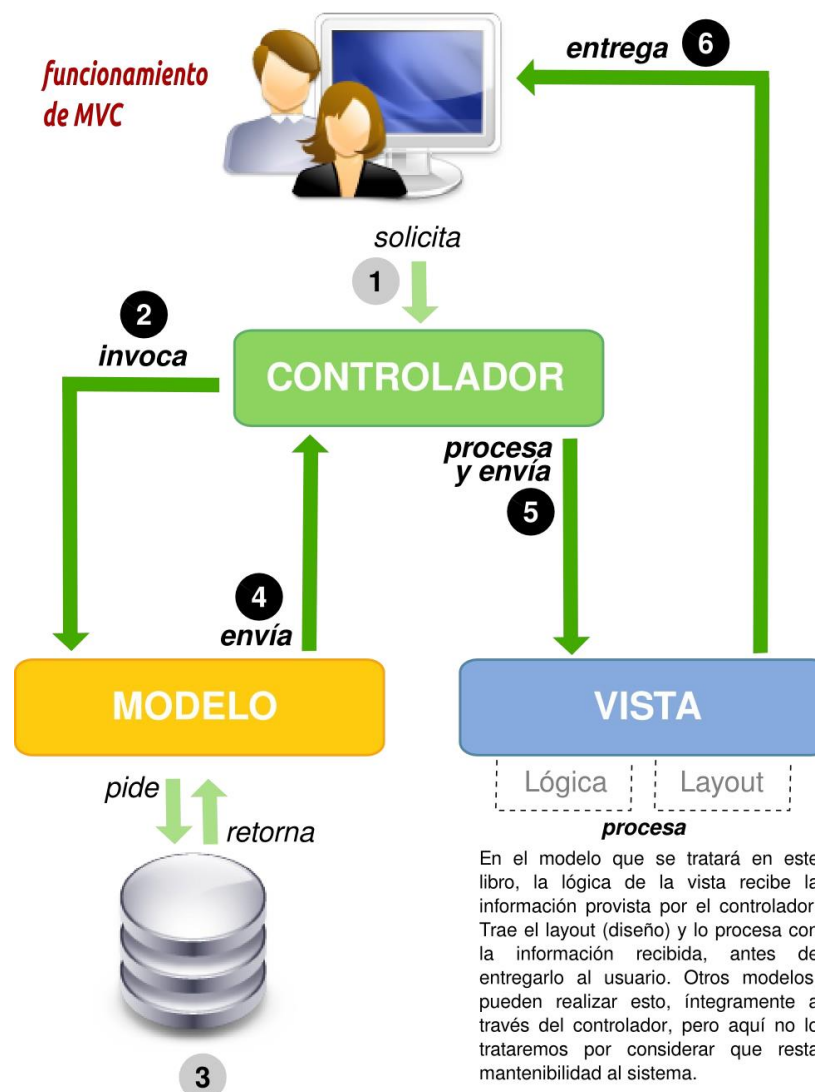 funcionamiento
de MVC
entrega 6
solicita
1
2
invoca
CONTROLADOR
procesa
y envía
5
4
envía
MODELO
VISTA
pide
retorna
Lógica
Layout
procesa
En el modelo que se tratará en este
libro, la lógica de la vista recibe la
información provista por el controlador
Trae el layout (diseño) y lo procesa con
la información recibida, antes de
entregarlo al usuario. Otros modelos
pueden realizar esto, íntegramente a
través del controlador, pero aquí no lo
trataremos por considerar que resta
mantenibilidad al sistema.
3